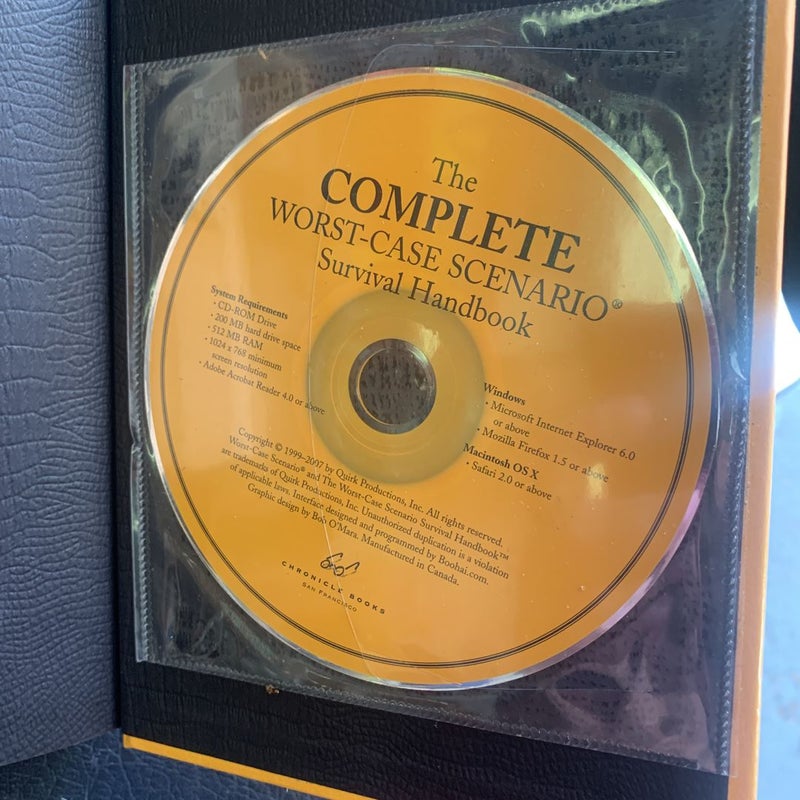 The
COMPLETE
WORST-CASE SCENARIO®
Survival Handbook
System Requirements
• CD-ROM Drive
• 200 MB hard drive space
• 512 MB RAM
• 1024 x 768 minimum
screen resolution
• Adobe Acrobat Reader 4.0 or above
Windows
• Microsoft Internet Explorer 6.0
or above
• Mozilla Firefox 1.5 or above
Macintosh OS X
• Safari 2.0 or above
Copyright © 1999–2007 by Quirk Productions, Inc. All rights reserved.
Worst-Case Scenario® and The Worst-Case Scenario Survival Handbook™
are trademarks of Quirk Productions, Inc. Unauthorized duplication is a violation
of applicable laws. Interface designed and programmed by Boohai.com.
Graphic design by Bob O'Mara. Manufactured in Canada.
CHRONICLE BOOKS
SAN FRANCISCO